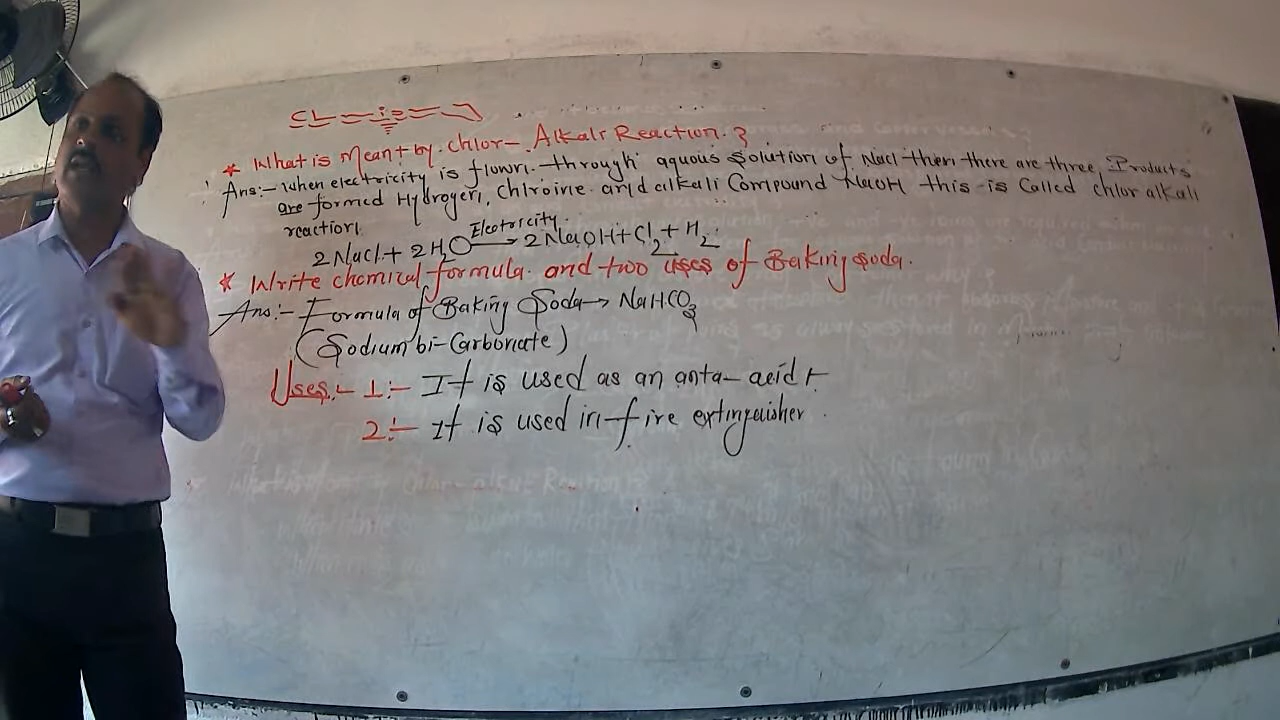 * What is Meant by Chlor-Alkali Reaction.?
Ans:- When electricity is flown through aquous Solution of Nacl then there are three Products
are formed Hydrogen, Chlroine and alkali Compound NaOH this is Called chlor alkali
reaction.
Electricity
2Nacl + 2H2O → 2NaOH + Cl2 + H2
* Write chemical formula and two uses of Baking Soda.
Ans:- Formula of Baking Soda → NaHCO3
(Sodium bi-Carbonate)
Uses:- 1:- It is used as an anta-acid
2:- It is used in fire extinguisher